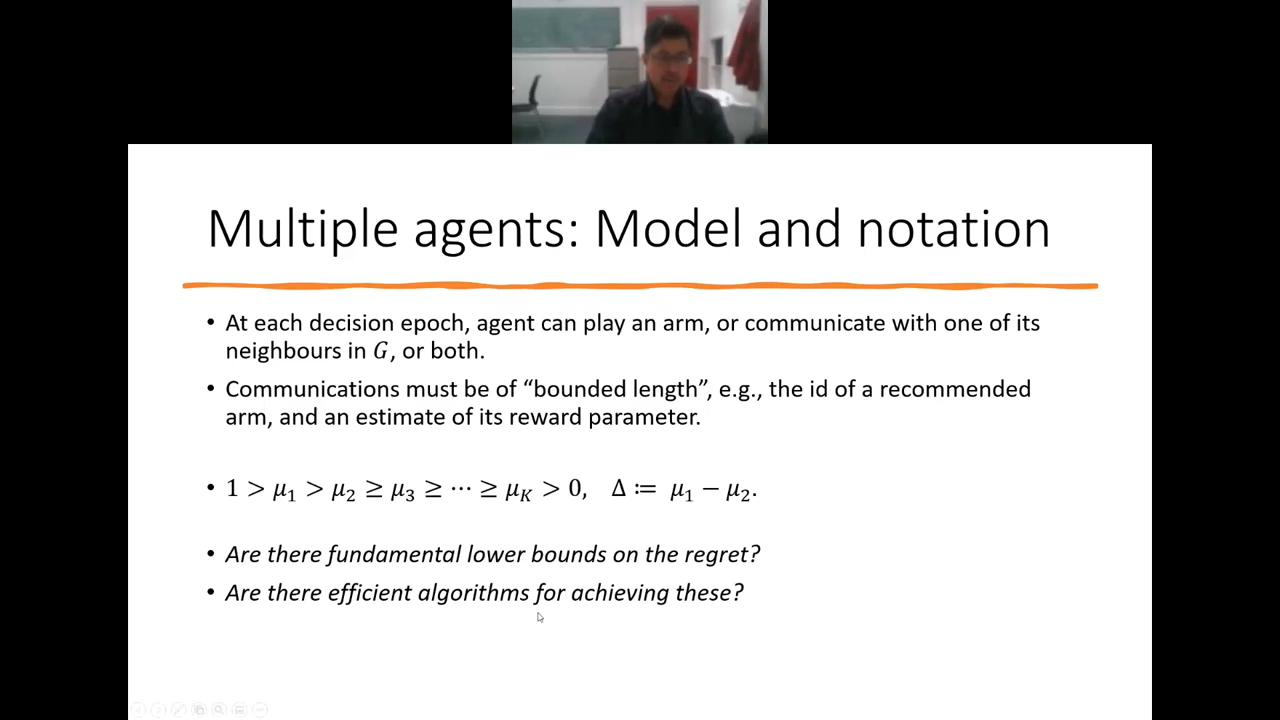 Multiple agents: Model and notation
• At each decision epoch, agent can play an arm, or communicate with one of its
neighbours in G, or both.
• Communications must be of “bounded length”, e.g., the id of a recommended
arm, and an estimate of its reward parameter.
• 1 > μ₁ > μ₂ ≥ μ₃ ≥ ⋯ ≥ μ_K > 0, Δ ≔ μ₁ − μ₂.
• Are there fundamental lower bounds on the regret?
• Are there efficient algorithms for achieving these?